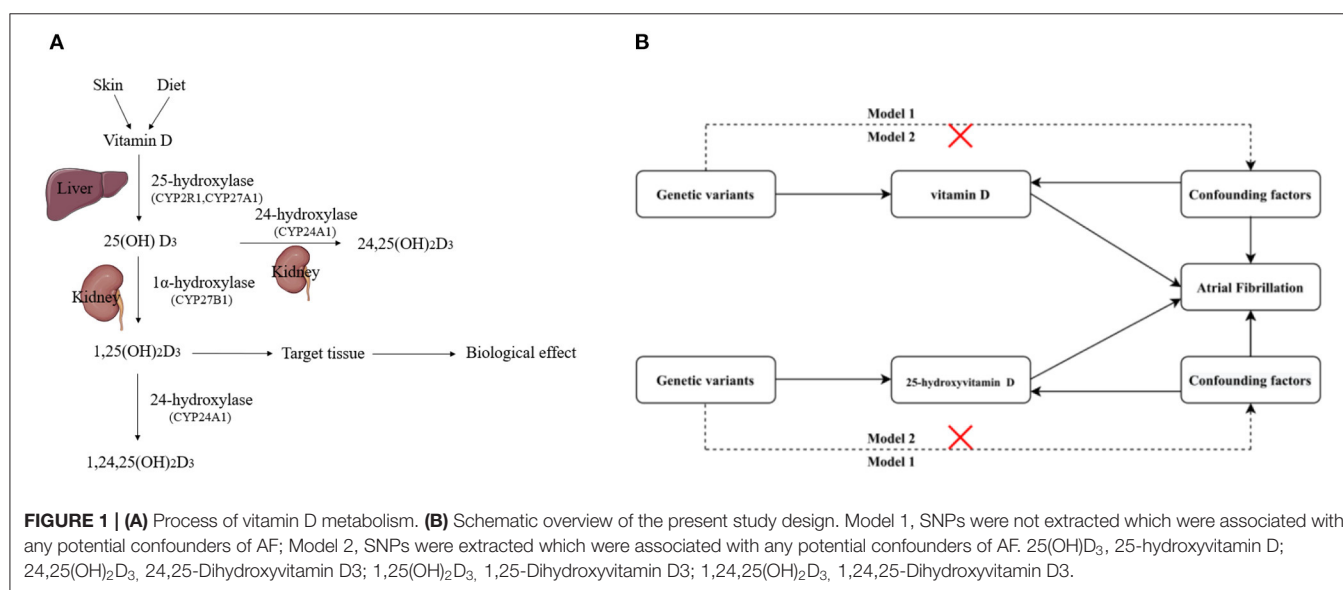 A
Skin Diet
Vitamin D
Liver
25-hydroxylase
(CYP2R1,CYP27A1)
24-hydroxylase
(CYP24A1)
25(OH) D₃
24,25(OH)₂D₃
Kidney
1α-hydroxylase
(CYP27B1)
Kidney
1,25(OH)₂D₃
Target tissue
Biological effect
24-hydroxylase
(CYP24A1)
1,24,25(OH)₂D₃
B
Model 1
Model 2
Genetic variants
vitamin D
Confounding factors
Atrial Fibrillation
Genetic variants
25-hydroxyvitamin D
Confounding factors
Model 2
Model 1
FIGURE 1 | (A) Process of vitamin D metabolism. (B) Schematic overview of the present study design. Model 1, SNPs were not extracted which were associated with
any potential confounders of AF; Model 2, SNPs were extracted which were associated with any potential confounders of AF. 25(OH)D₃, 25-hydroxyvitamin D;
24,25(OH)₂D₃, 24,25-Dihydroxyvitamin D3; 1,25(OH)₂D₃, 1,25-Dihydroxyvitamin D3; 1,24,25(OH)₂D₃, 1,24,25-Dihydroxyvitamin D3.